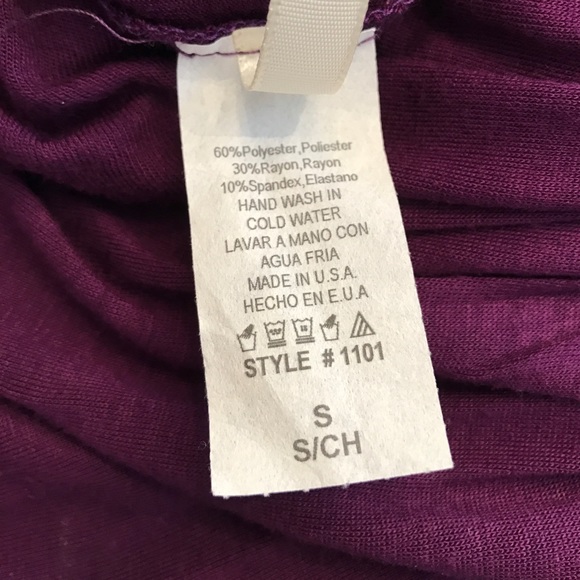 60%Polyester,Poliester
30%Rayon,Rayon
10%Spandex,Elastano
HAND WASH IN
COLD WATER
LAVAR A MANO CON
AGUA FRIA
MADE IN U.S.A.
HECHO EN E.U.A
STYLE # 1101
S
S/CH